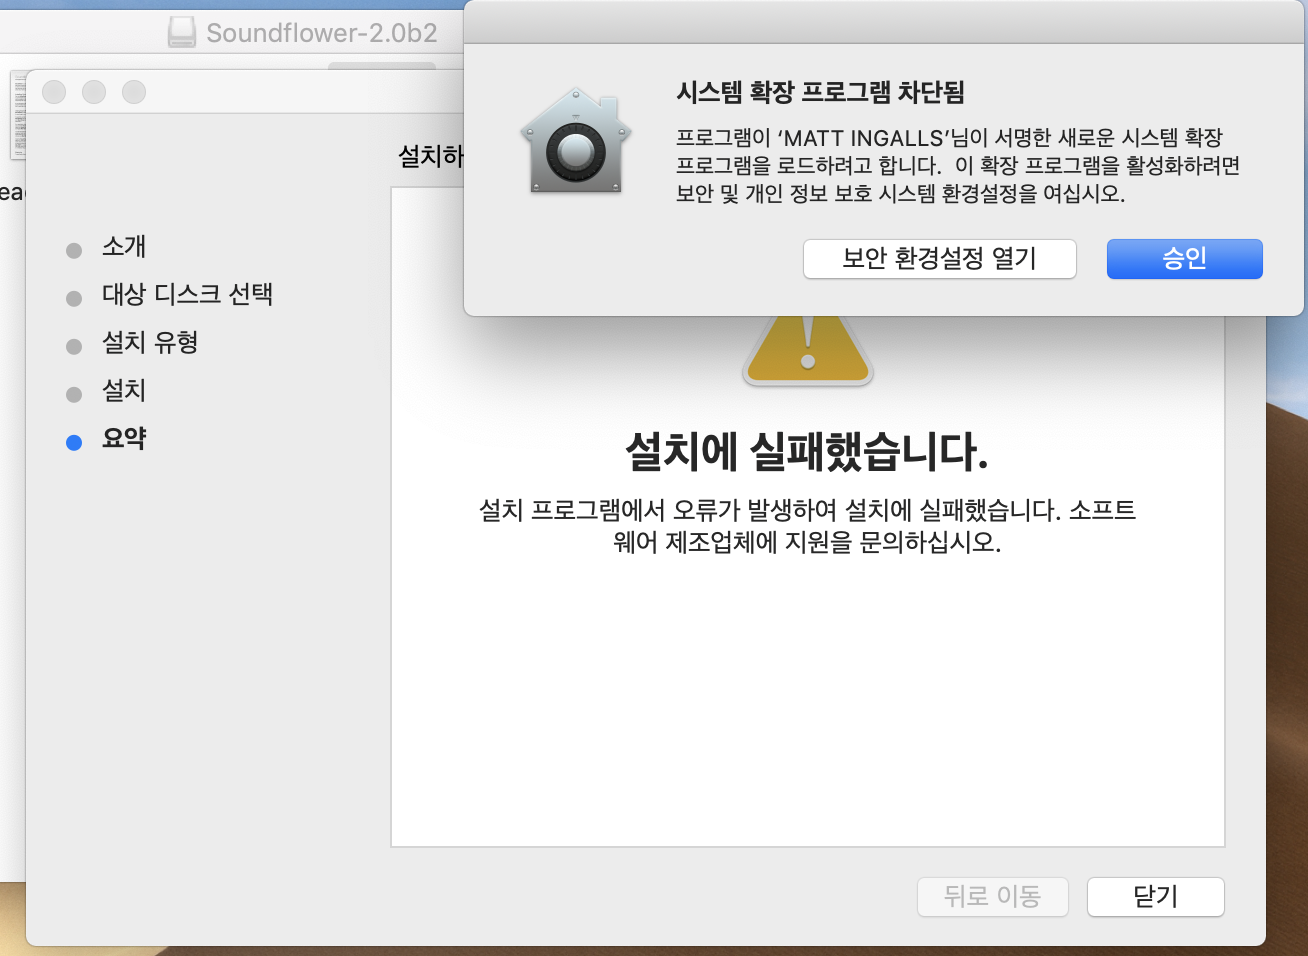 Soundflower-2.0b2
시스템 확장 프로그램 차단됨
프로그램이 ‘MATT INGALLS’님이 서명한 새로운 시스템 확장
프로그램을 로드하려고 합니다.  이 확장 프로그램을 활성화하려면
보안 및 개인 정보 보호 시스템 환경설정을 여십시오.
보안 환경설정 열기
승인
설치하
소개
대상 디스크 선택
설치 유형
설치
요약
설치에 실패했습니다.
설치 프로그램에서 오류가 발생하여 설치에 실패했습니다. 소프트
웨어 제조업체에 지원을 문의하십시오.
뒤로 이동
닫기